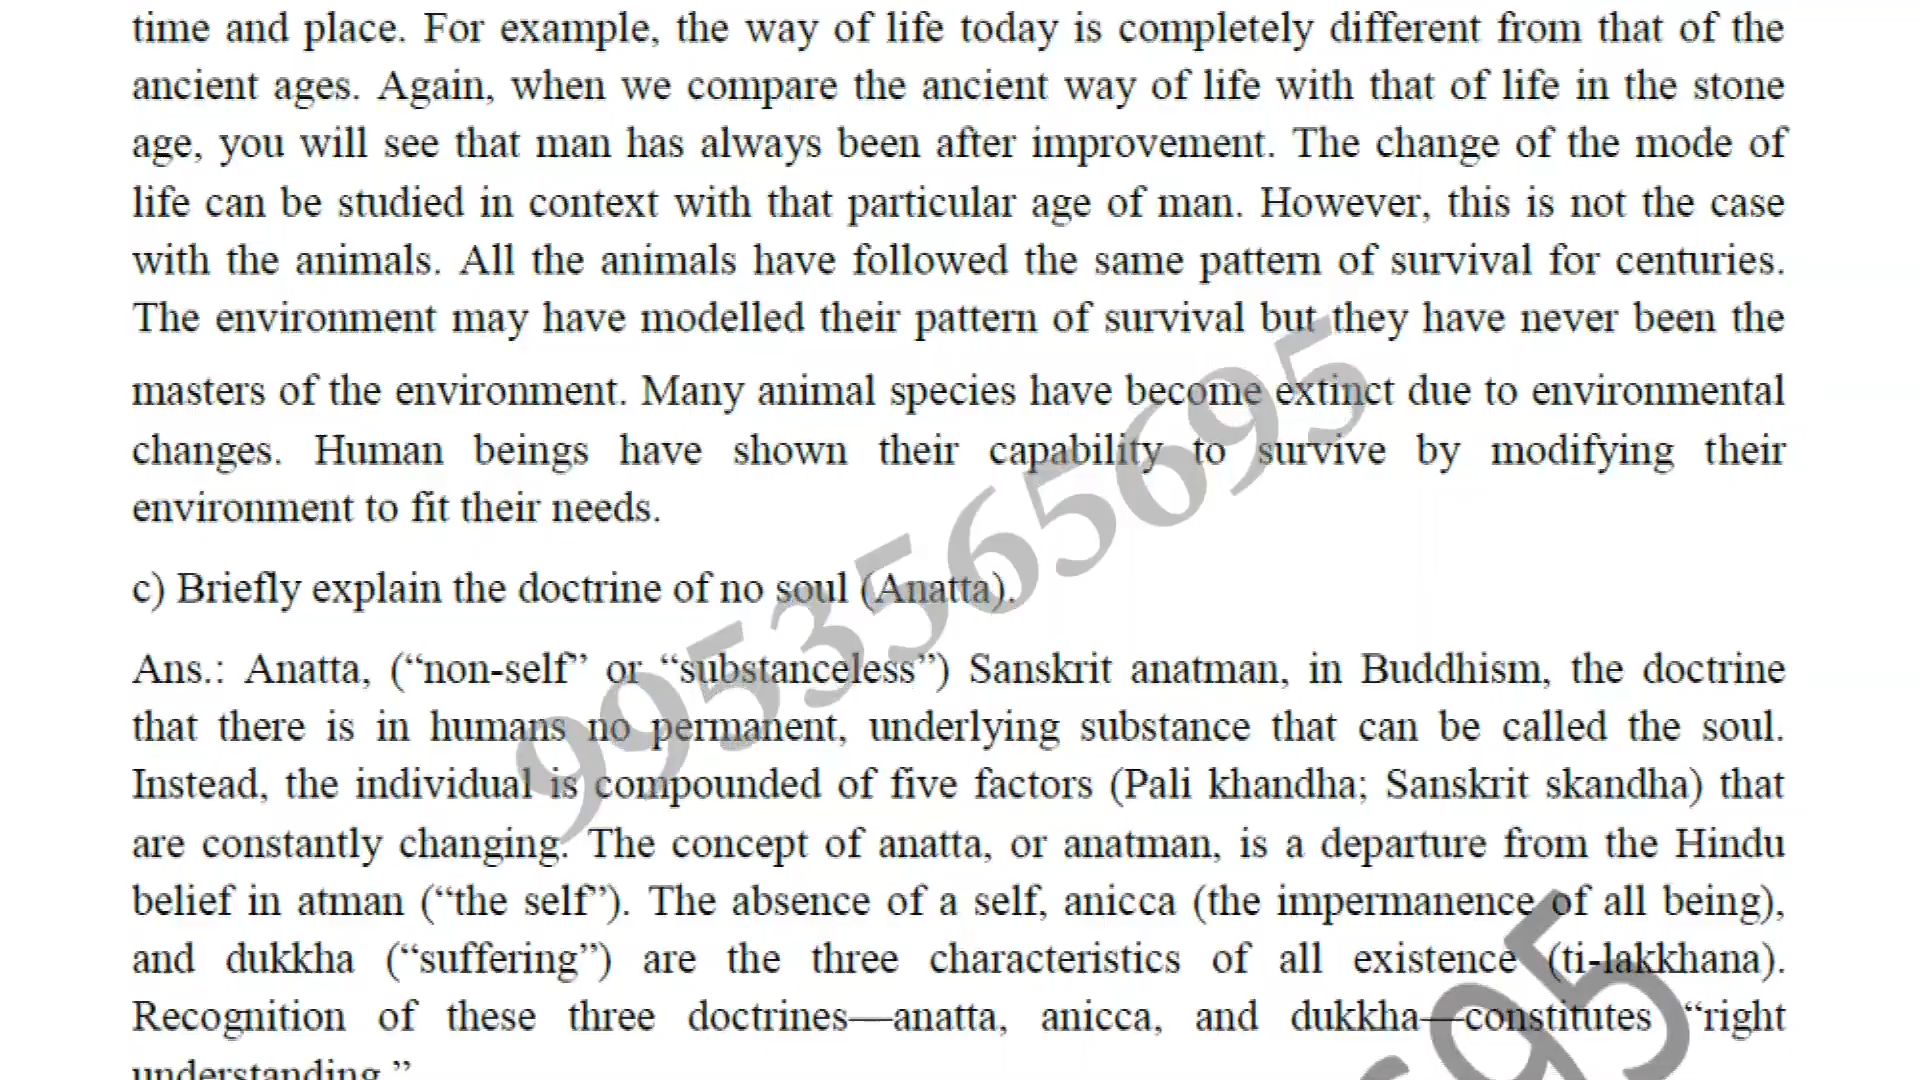 time and place. For example, the way of life today is completely different from that of the
ancient ages. Again, when we compare the ancient way of life with that of life in the stone
age, you will see that man has always been after improvement. The change of the mode of
life can be studied in context with that particular age of man. However, this is not the case
with the animals. All the animals have followed the same pattern of survival for centuries.
The environment may have modelled their pattern of survival but they have never been the
masters of the environment. Many animal species have become extinct due to environmental
changes. Human beings have shown their capability to survive by modifying their
environment to fit their needs.
c) Briefly explain the doctrine of no soul (Anatta).
Ans.: Anatta, (“non-self” or “substanceless”) Sanskrit anatman, in Buddhism, the doctrine
that there is in humans no permanent, underlying substance that can be called the soul.
Instead, the individual is compounded of five factors (Pali khandha; Sanskrit skandha) that
are constantly changing. The concept of anatta, or anatman, is a departure from the Hindu
belief in atman (“the self”). The absence of a self, anicca (the impermanence of all being),
and dukkha (“suffering”) are the three characteristics of all existence (ti-lakkhana).
Recognition of these three doctrines—anatta, anicca, and dukkha—constitutes “right
understanding.”
9953565695
695